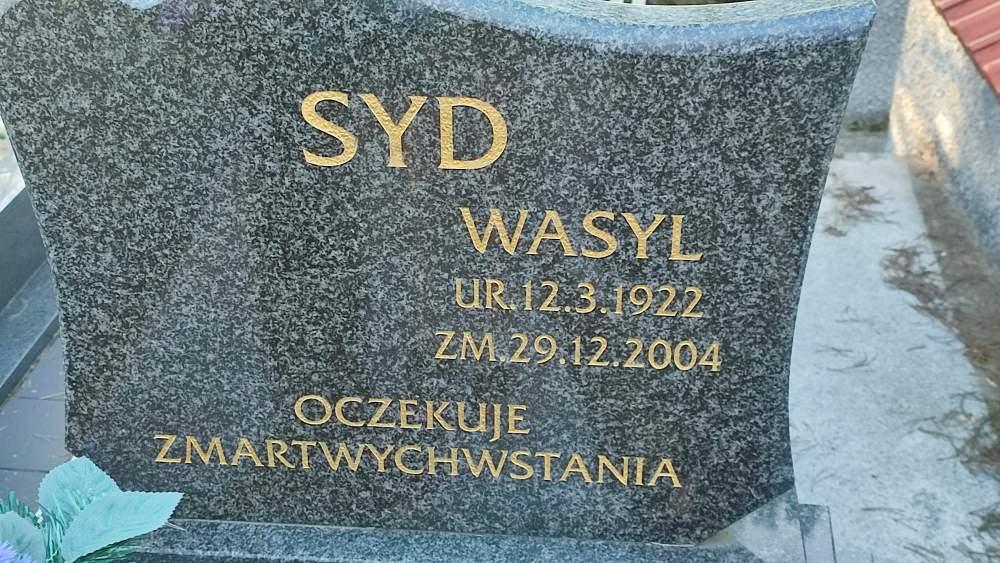 SYD
WASYL
UR.12.3.1922
ZM.29.12.2004
OCZEKUJE
ZMARTWYCHWSTANIA